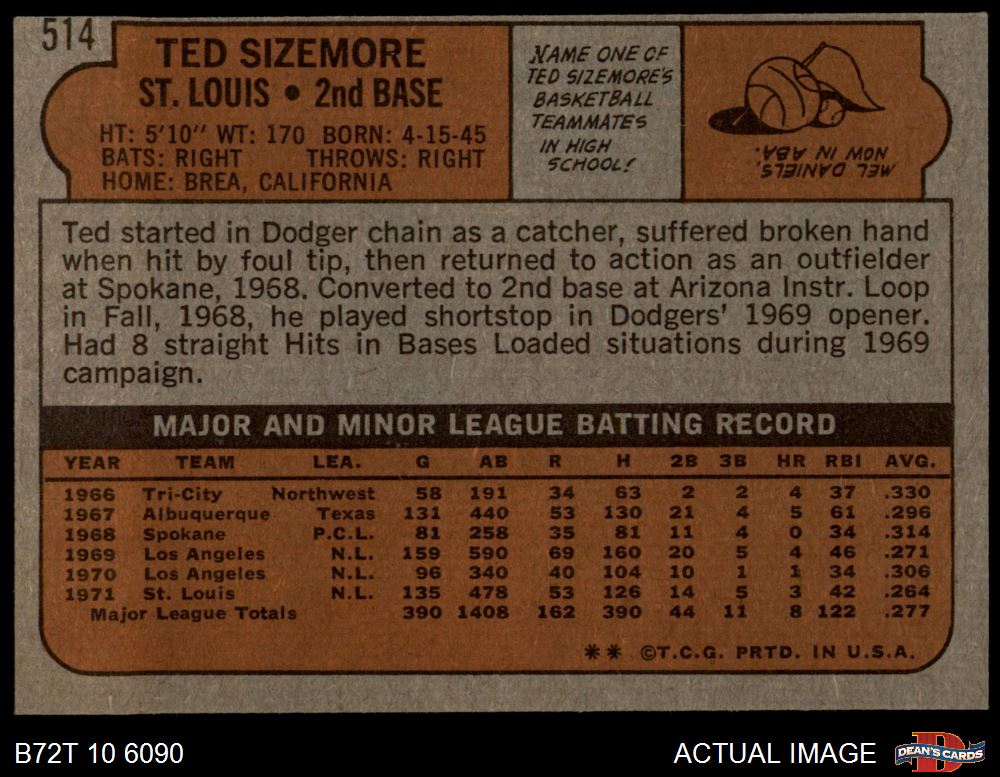 514
TED SIZEMORE
ST. LOUIS • 2nd BASE
HT: 5'10" WT: 170 BORN: 4-15-45
BATS: RIGHT THROWS: RIGHT
HOME: BREA, CALIFORNIA
NAME ONE OF
TED SIZEMORE'S
BASKETBALL
TEAMMATES
IN HIGH
SCHOOL!
MEL DANIELS,
NOW IN ABA.
Ted started in Dodger chain as a catcher, suffered broken hand
when hit by foul tip, then returned to action as an outfielder
at Spokane, 1968. Converted to 2nd base at Arizona Instr. Loop
in Fall, 1968, he played shortstop in Dodgers' 1969 opener.
Had 8 straight Hits in Bases Loaded situations during 1969
campaign.
MAJOR AND MINOR LEAGUE BATTING RECORD
YEAR TEAM LEA. G AB R H 2B 3B HR RBI AVG.
1966 Tri-City Northwest 58 191 34 63 2 2 4 37 .330
1967 Albuquerque Texas 131 440 53 130 21 4 5 61 .296
1968 Spokane P.C.L. 81 258 35 81 11 4 0 34 .314
1969 Los Angeles N.L. 159 590 69 160 20 5 4 46 .271
1970 Los Angeles N.L. 96 340 40 104 10 1 1 34 .306
1971 St. Louis N.L. 135 478 53 126 14 5 3 42 .264
Major League Totals 390 1408 162 390 44 11 8 122 .277
** ©T.C.G. PRTD. IN U.S.A.
B72T 10 6090
ACTUAL IMAGE
DEAN'S CARDS